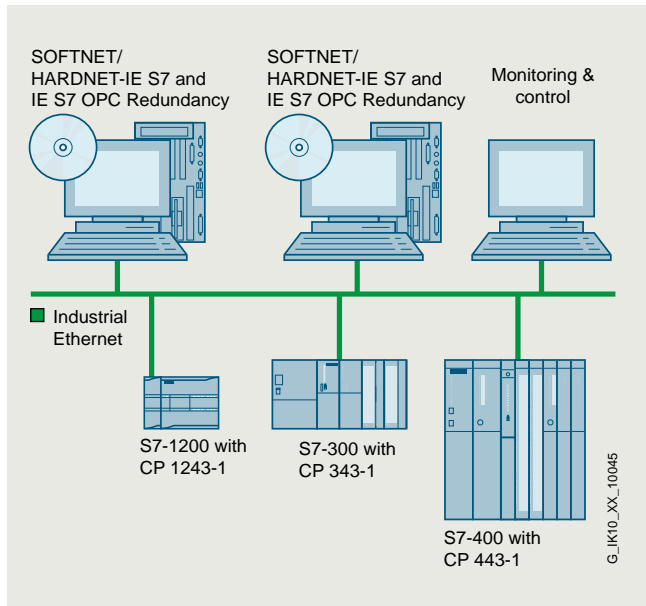 SOFTNET/
HARDNET-IE S7 and
IE S7 OPC Redundancy
SOFTNET/
HARDNET-IE S7 and
IE S7 OPC Redundancy
Monitoring &
control
Industrial
Ethernet
S7-1200 with
CP 1243-1
S7-300 with
CP 343-1
S7-400 with
CP 443-1
G_IK10_XX_10045